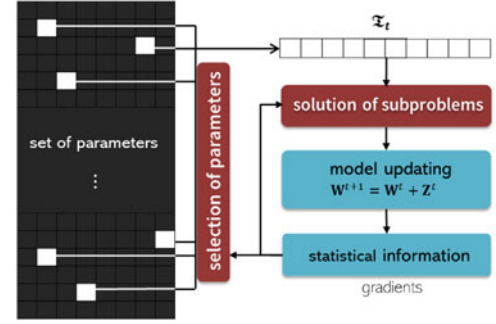 𝕿ₜ
set of parameters
⋮
selection of parameters
solution of subproblems
model updating
𝐖ᵗ⁺¹ = 𝐖ᵗ + 𝐙ᵗ
statistical information
gradients